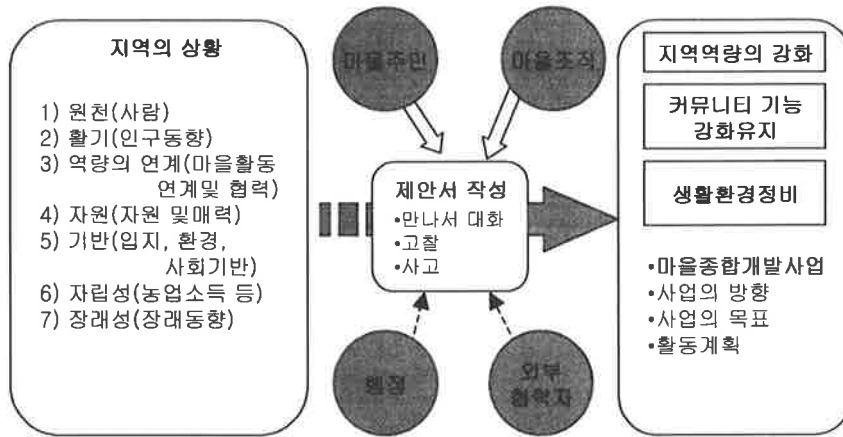 지역의 상황
1) 원천(사람)
2) 활기(인구동향)
3) 역량의 연계(마을활동
연계및 협력)
4) 자원(자원 및매력)
5) 기반(입지, 환경,
사회기반)
6) 자립성(농업소득 등)
7) 장래성(장래동향)
마을주민
마을조직
제안서 작성
•만나서 대화
•고찰
•사고
행정
외부
협력자
지역역량의 강화
커뮤니티 기능
강화유지
생활환경정비
•마을종합개발사업
•사업의 방향
•사업의 목표
•활동계획